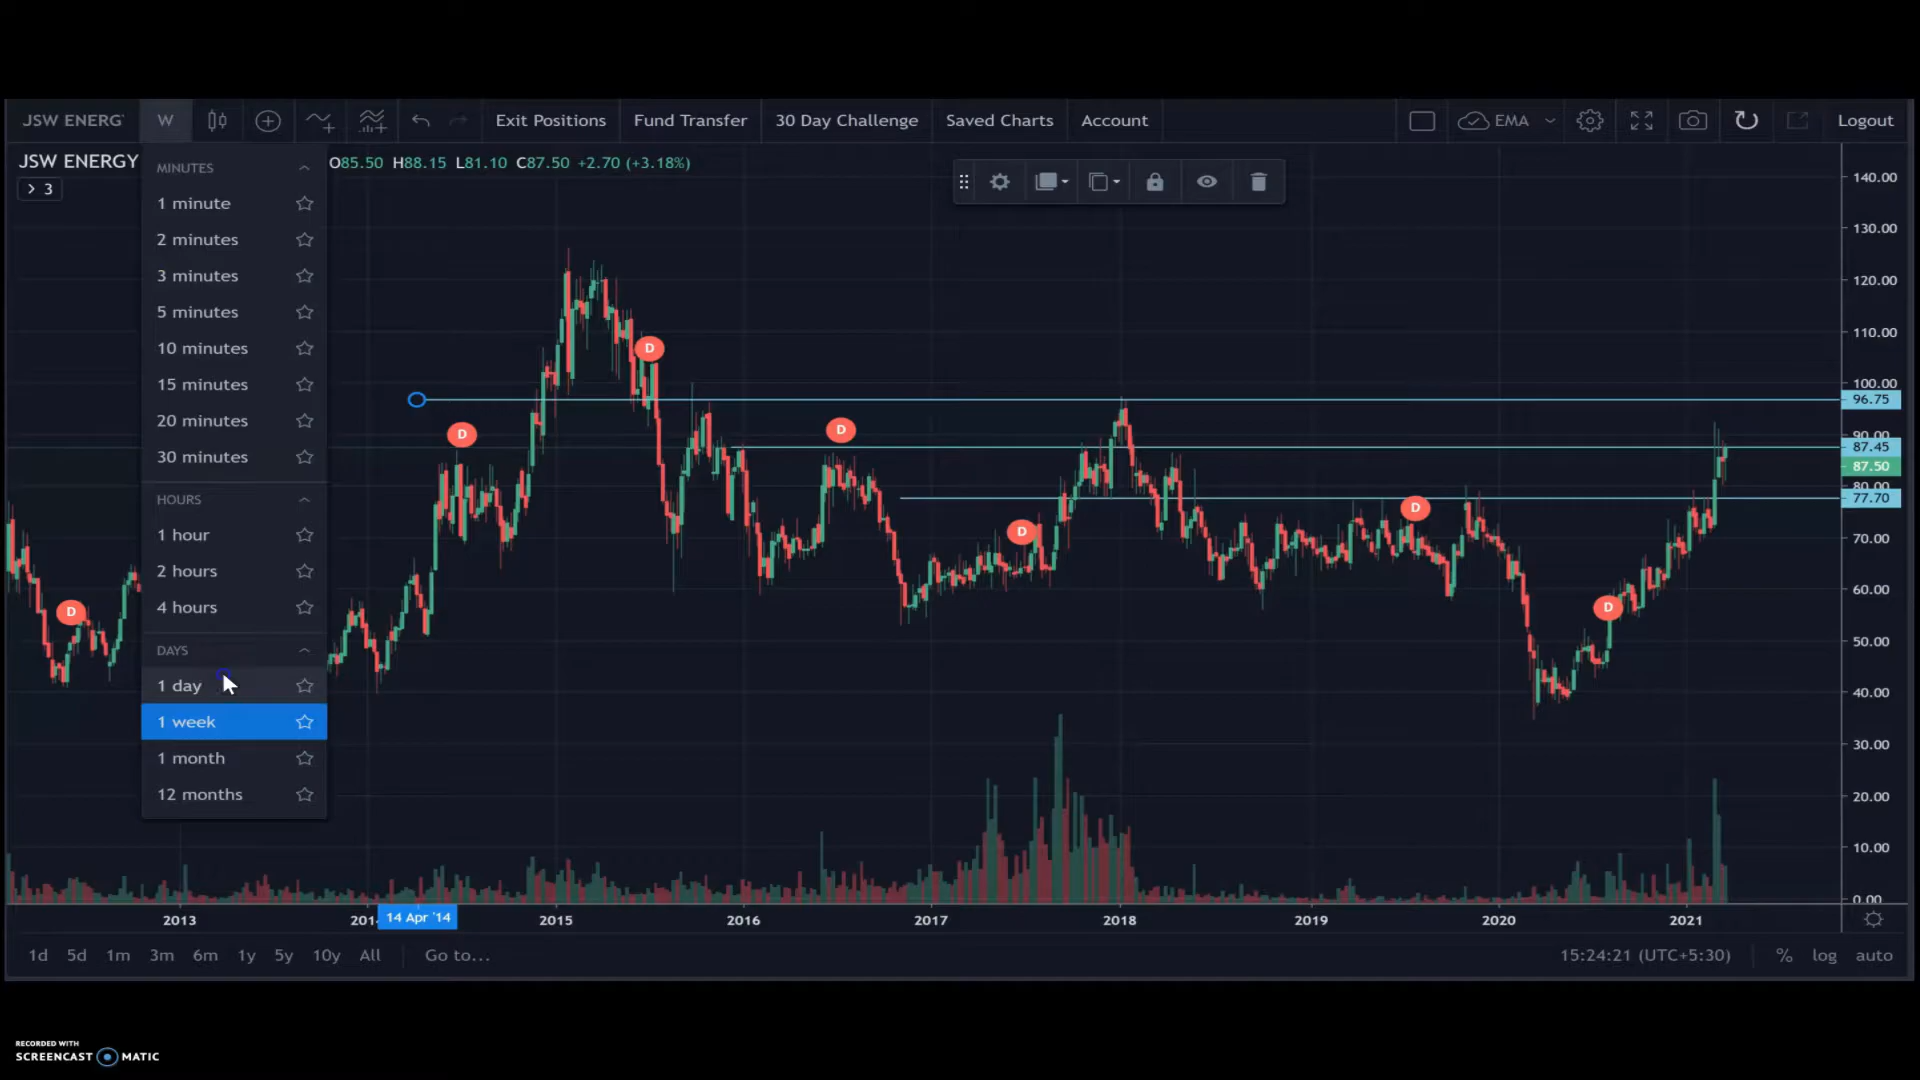 JSW ENERG W Exit Positions Fund Transfer 30 Day Challenge Saved Charts Account EMA Logout
JSW ENERGY O85.50 H88.15 L81.10 C87.50 +2.70 (+3.18%)
3
MINUTES
1 minute
2 minutes
3 minutes
5 minutes
10 minutes
15 minutes
20 minutes
30 minutes
HOURS
1 hour
2 hours
4 hours
DAYS
1 day
1 week
1 month
12 months
D
D
D
D
D
D
D
140.00
130.00
120.00
110.00
100.00
96.75
90.00
87.45
87.50
80.00
77.70
70.00
60.00
50.00
40.00
30.00
20.00
10.00
0.00
2013 14 Apr '14 2015 2016 2017 2018 2019 2020 2021
1d 5d 1m 3m 6m 1y 5y 10y All Go to... 15:24:21 (UTC+5:30) % log auto
RECORDED WITH
SCREENCAST MATIC